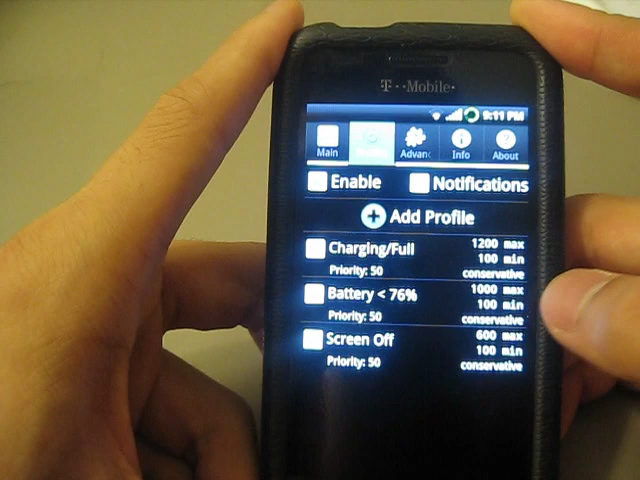 T··Mobile·
9:11 PM
Main Advanc Info About
Enable Notifications
Add Profile
Charging/Full 1200 max
100 min
Priority: 50 conservative
Battery < 76% 1000 max
100 min
Priority: 50 conservative
Screen Off 600 max
100 min
Priority: 50 conservative